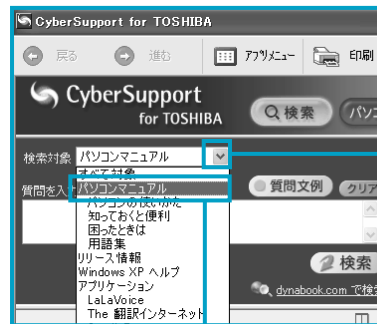 CyberSupport for TOSHIBA
戻る
進む
アプリメニュー
印刷
CyberSupport
for TOSHIBA
検索
検索対象
パソコンマニュアル
すべて対象
パソコンマニュアル
質問を入
質問文例
クリア
パソコンの使いかた
知っておくと便利
困ったときは
用語集
リリース情報
Windows XP ヘルプ
検索
アプリケーション
LaLaVoice
dynabook.com で検
The 翻訳インターネット